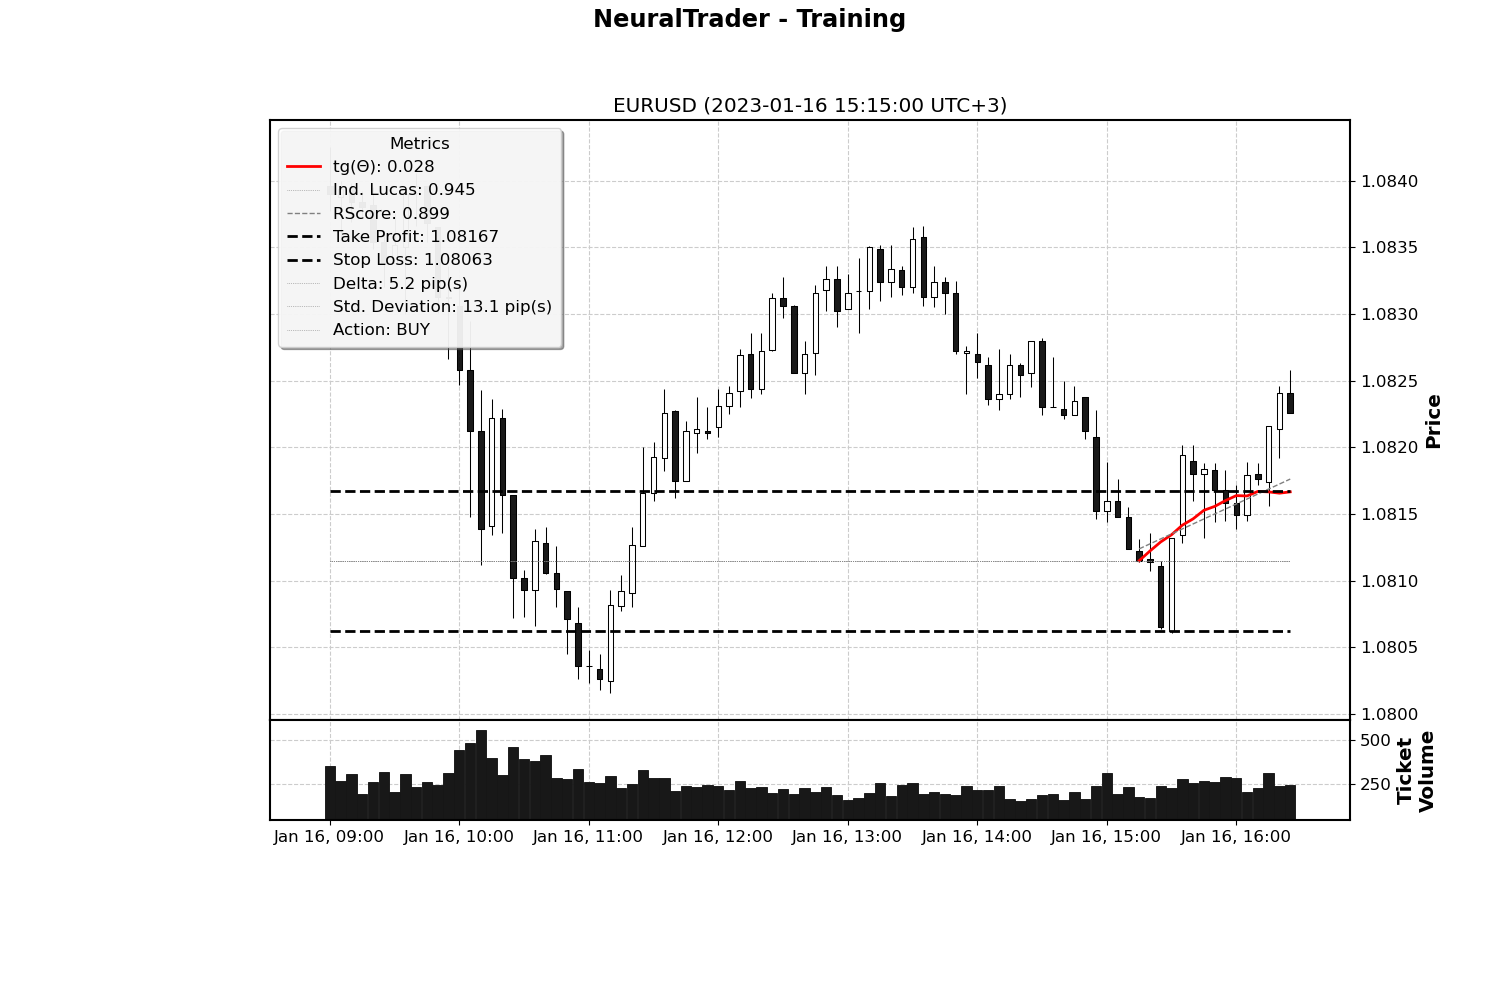 NeuralTrader - Training
EURUSD (2023-01-16 15:15:00 UTC+3)
Metrics
tg(Θ): 0.028
Ind. Lucas: 0.945
RScore: 0.899
Take Profit: 1.08167
Stop Loss: 1.08063
Delta: 5.2 pip(s)
Std. Deviation: 13.1 pip(s)
Action: BUY
1.0840
1.0835
1.0830
1.0825
1.0820
1.0815
1.0810
1.0805
1.0800
Price
500
250
Ticket
Volume
Jan 16, 09:00
Jan 16, 10:00
Jan 16, 11:00
Jan 16, 12:00
Jan 16, 13:00
Jan 16, 14:00
Jan 16, 15:00
Jan 16, 16:00